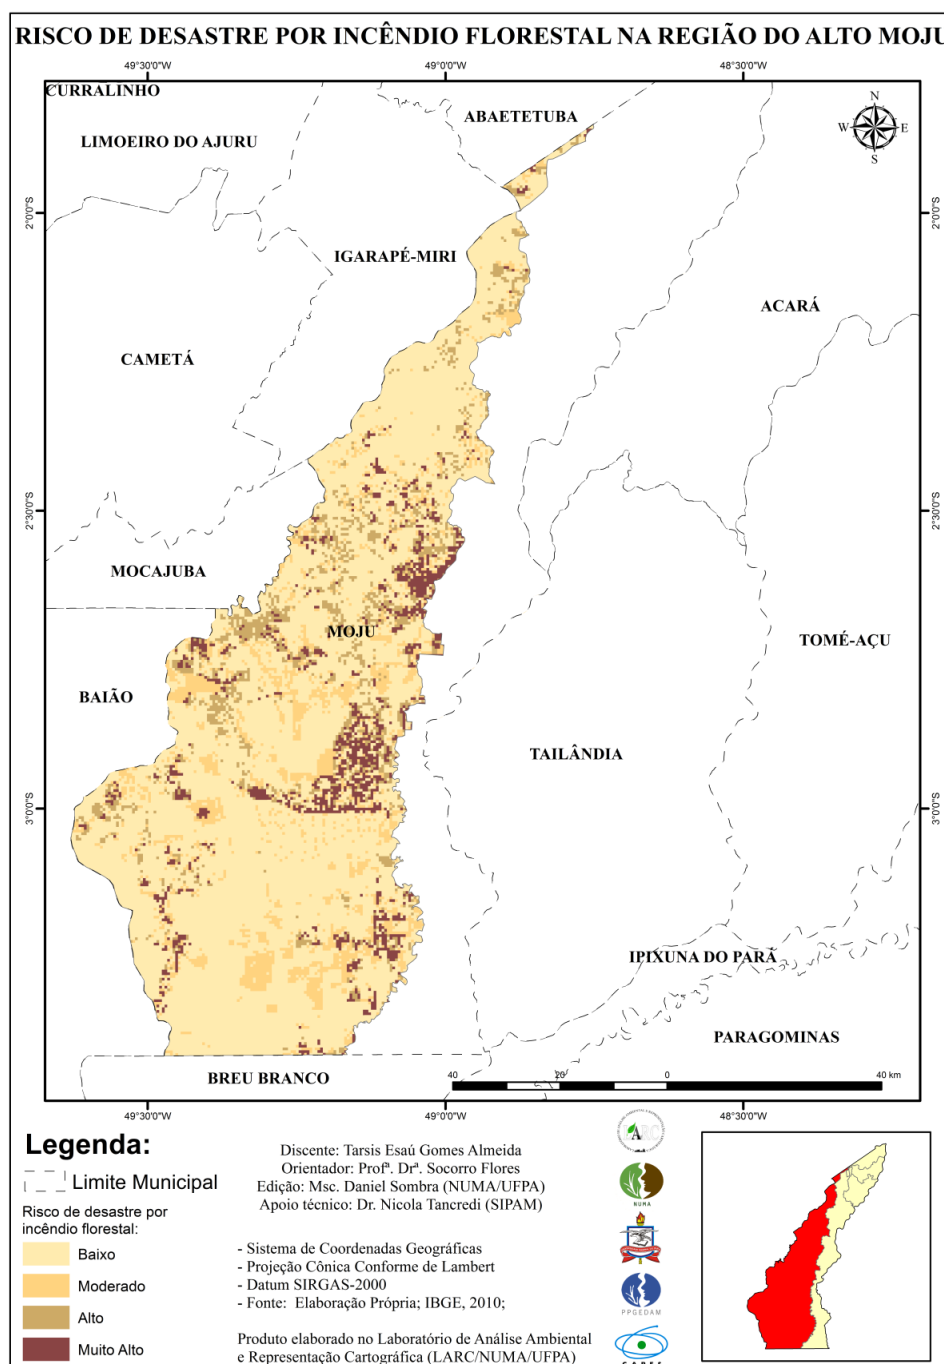 RISCO DE DESASTRE POR INCÊNDIO FLORESTAL NA REGIÃO DO ALTO MOJU
49°30'0"W 49°0'0"W 48°30'0"W
CURRALINHO
ABAETETUBA
LIMOEIRO DO AJURU
N
W E
S
2°0'0"S 2°0'0"S
IGARAPÉ-MIRI
ACARÁ
CAMETÁ
2°30'0"S 2°30'0"S
MOCAJUBA
MOJU
TOMÉ-AÇU
BAIÃO
TAILÂNDIA
3°0'0"S 3°0'0"S
IPIXUNA DO PARÁ
PARAGOMINAS
BREU BRANCO
40 20 0 40 km
49°30'0"W 49°0'0"W 48°30'0"W
Legenda:
Limite Municipal
Risco de desastre por
incêndio florestal:
Baixo
Moderado
Alto
Muito Alto
Discente: Tarsis Esaú Gomes Almeida
Orientador: Profª. Drª. Socorro Flores
Edição: Msc. Daniel Sombra (NUMA/UFPA)
Apoio técnico: Dr. Nicola Tancredi (SIPAM)
- Sistema de Coordenadas Geográficas
- Projeção Cônica Conforme de Lambert
- Datum SIRGAS-2000
- Fonte: Elaboração Própria; IBGE, 2010;
Produto elaborado no Laboratório de Análise Ambiental
e Representação Cartográfica (LARC/NUMA/UFPA)
LARC
NUMA
PPGEDAM
CAPES